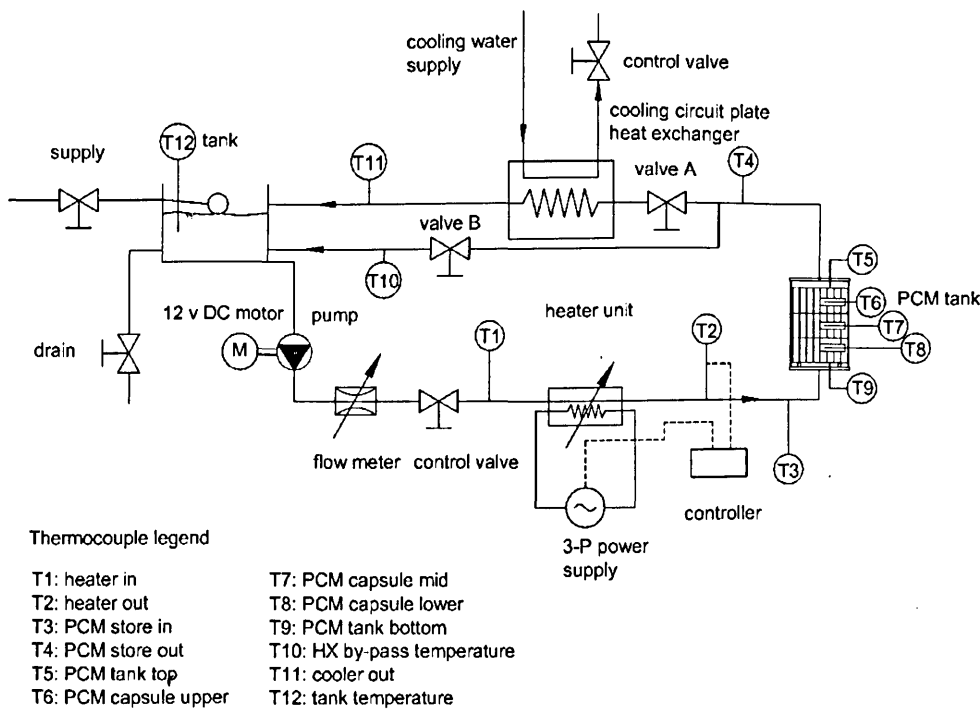 cooling water
supply
control valve
cooling circuit plate
heat exchanger
T12 tank
supply
T11
valve A
T4
valve B
T10
T5
T6
PCM tank
T7
T8
T9
12 v DC motor
pump
heater unit
M
drain
T1
T2
flow meter
control valve
T3
controller
3-P power
supply
Thermocouple legend
T1: heater in
T2: heater out
T3: PCM store in
T4: PCM store out
T5: PCM tank top
T6: PCM capsule upper
T7: PCM capsule mid
T8: PCM capsule lower
T9: PCM tank bottom
T10: HX by-pass temperature
T11: cooler out
T12: tank temperature